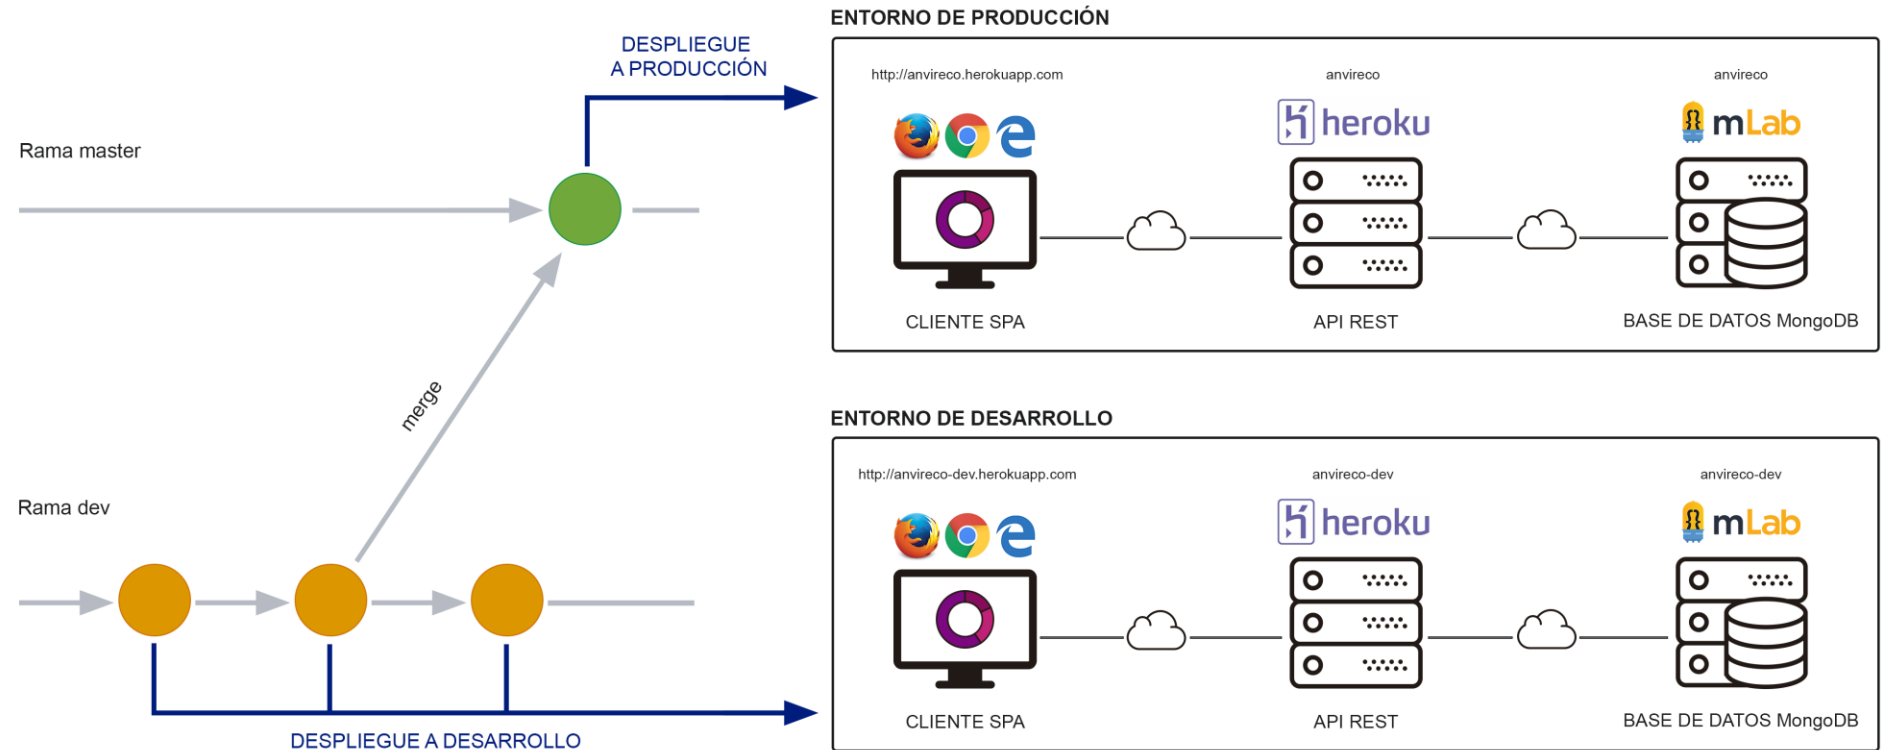 ENTORNO DE PRODUCCIÓN
DESPLIEGUE
A PRODUCCIÓN
http://anvireco.herokuapp.com
anvireco
anvireco
heroku
mLab
Rama master
CLIENTE SPA
API REST
BASE DE DATOS MongoDB
merge
ENTORNO DE DESARROLLO
http://anvireco-dev.herokuapp.com
anvireco-dev
anvireco-dev
Rama dev
heroku
mLab
CLIENTE SPA
API REST
BASE DE DATOS MongoDB
DESPLIEGUE A DESARROLLO